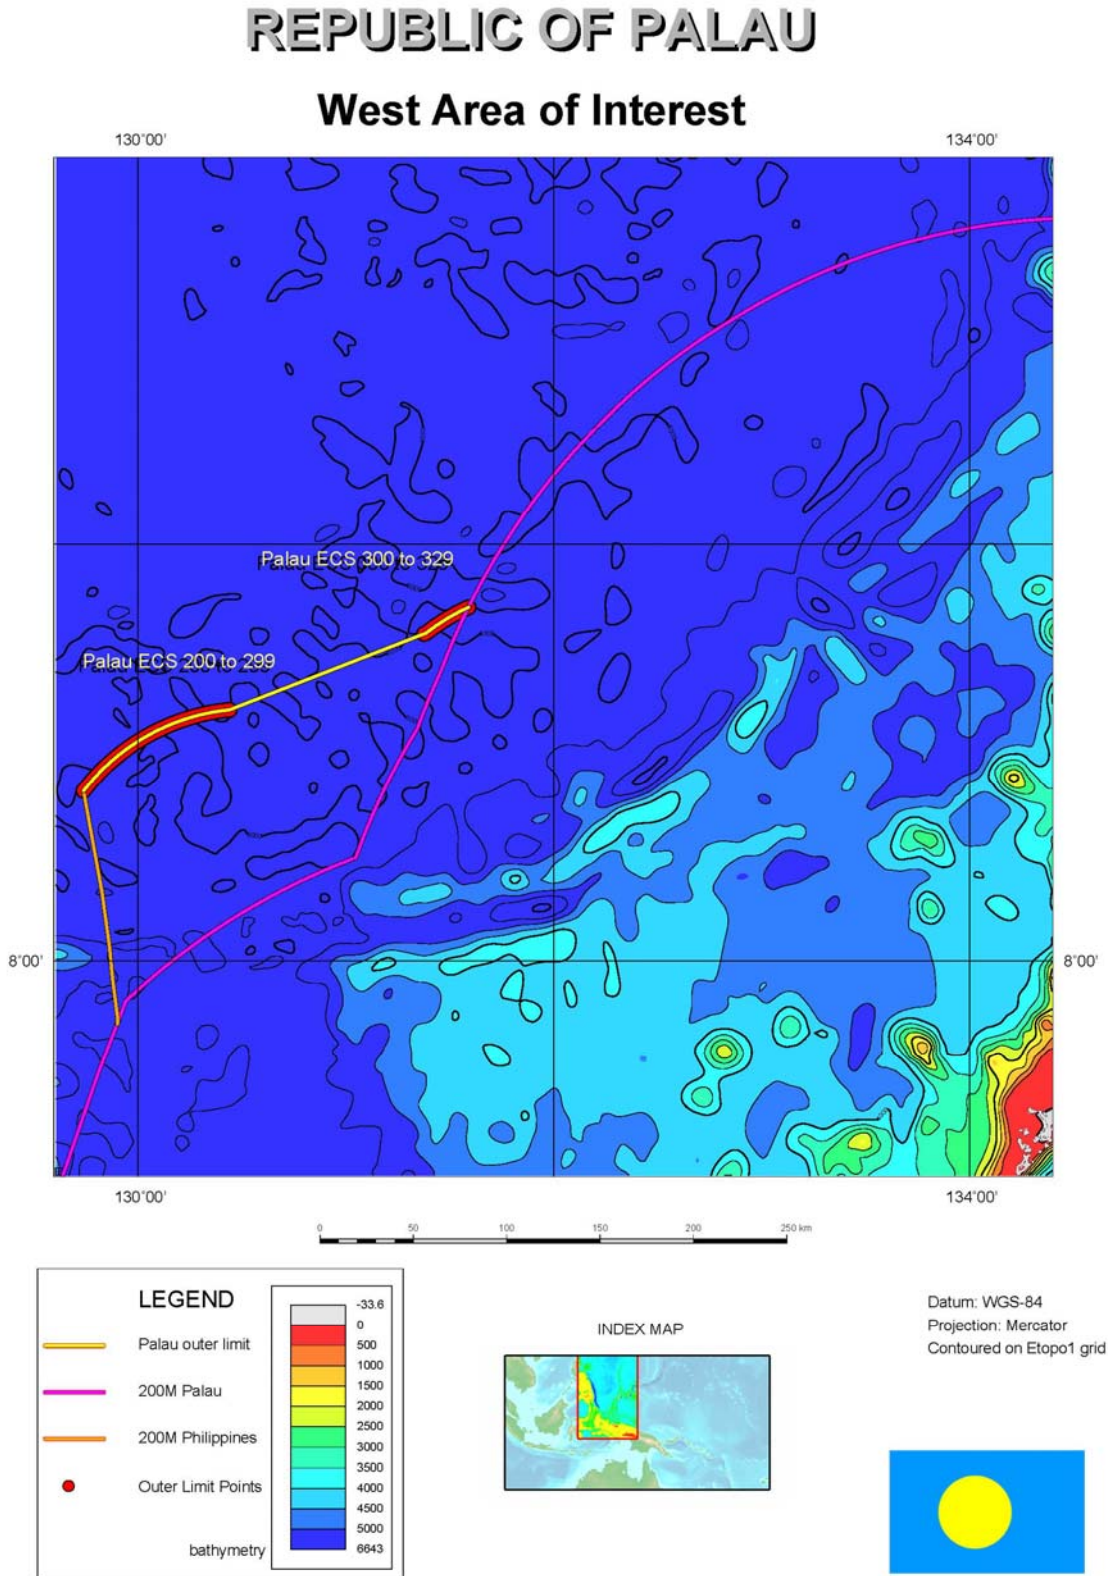 REPUBLIC OF PALAU
West Area of Interest
130°00' 134°00'
Palau ECS 300 to 329
Palau ECS 200 to 299
8°00' 8°00'
130°00' 134°00'
0 50 100 150 200 250 km
LEGEND
Palau outer limit
200M Palau
200M Philippines
Outer Limit Points
bathymetry
-33.6
0
500
1000
1500
2000
2500
3000
3500
4000
4500
5000
6643
INDEX MAP
Datum: WGS-84
Projection: Mercator
Contoured on Etopo1 grid